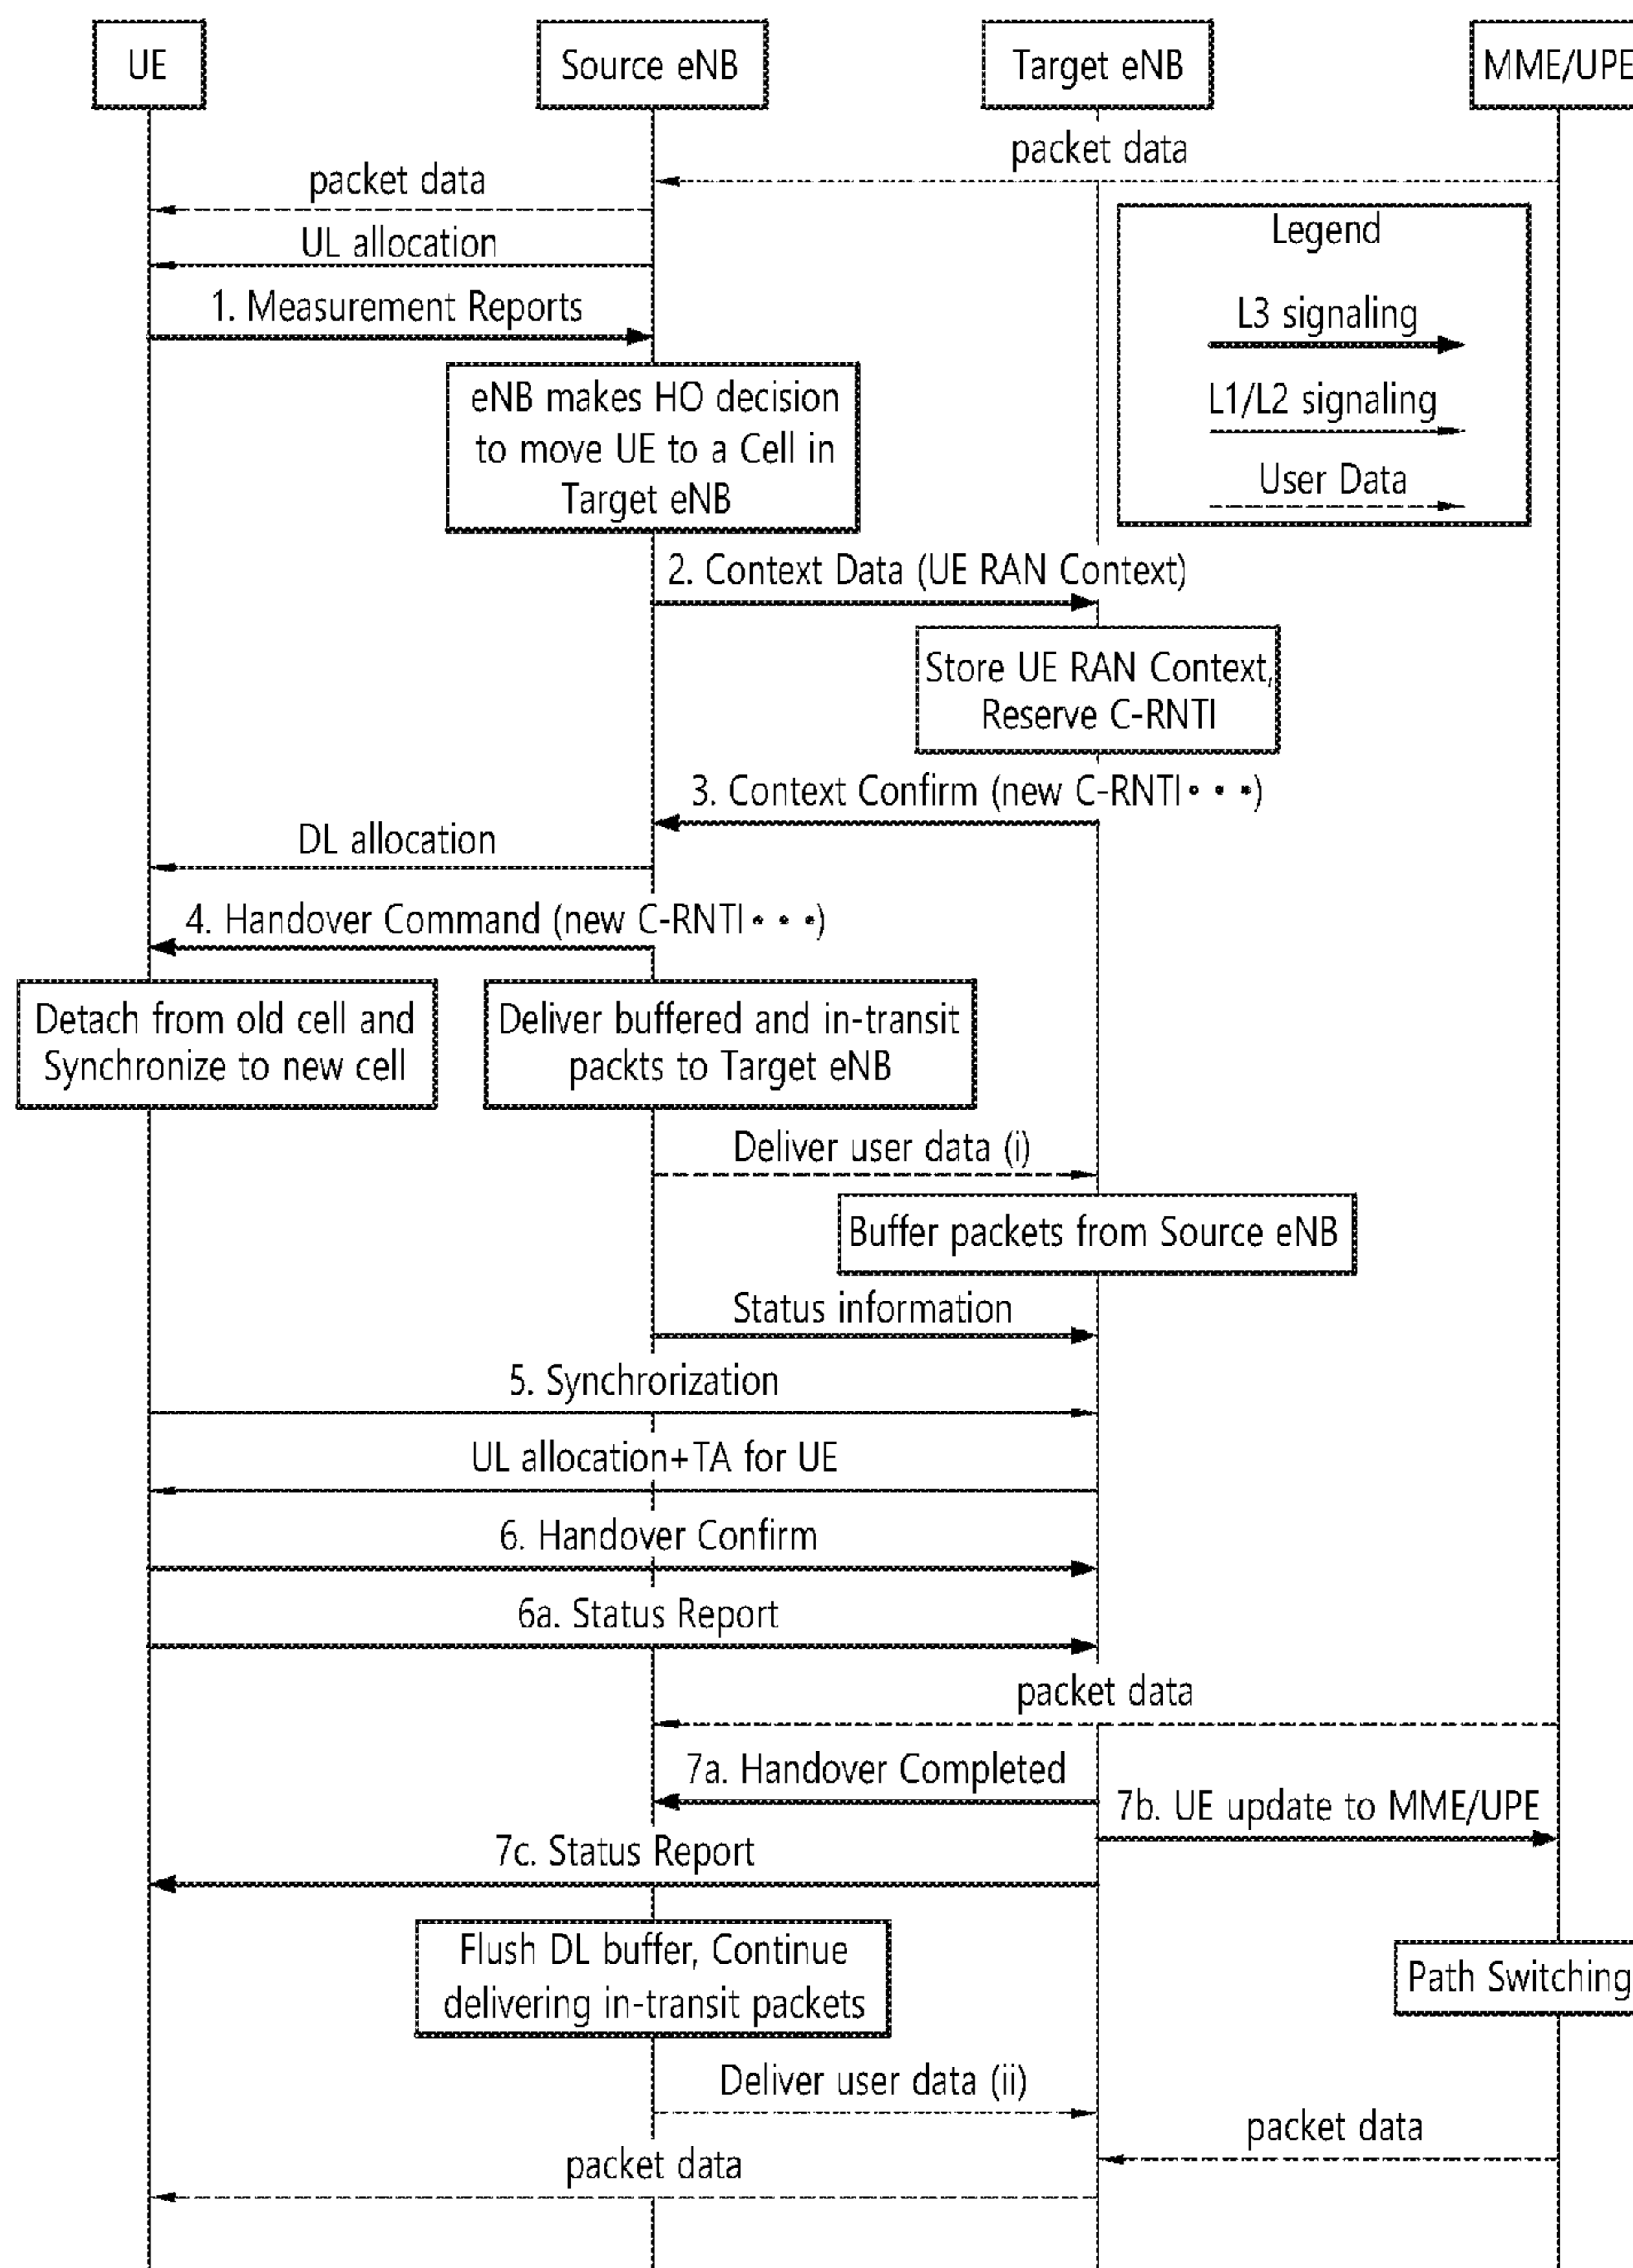 UE
Source eNB
Target eNB
MME/UPE
packet data
packet data
UL allocation
Legend
L3 signaling
L1/L2 signaling
User Data
1. Measurement Reports
eNB makes HO decision
to move UE to a Cell in
Target eNB
2. Context Data (UE RAN Context)
Store UE RAN Context,
Reserve C-RNTI
3. Context Confirm (new C-RNTI•••)
DL allocation
4. Handover Command (new C-RNTI•••)
Detach from old cell and
Synchronize to new cell
Deliver buffered and in-transit
packts to Target eNB
Deliver user data (i)
Buffer packets from Source eNB
Status information
5. Synchrorization
UL allocation+TA for UE
6. Handover Confirm
6a. Status Report
packet data
7a. Handover Completed
7b. UE update to MME/UPE
7c. Status Report
Flush DL buffer, Continue
delivering in-transit packets
Path Switching
Deliver user data (ii)
packet data
packet data